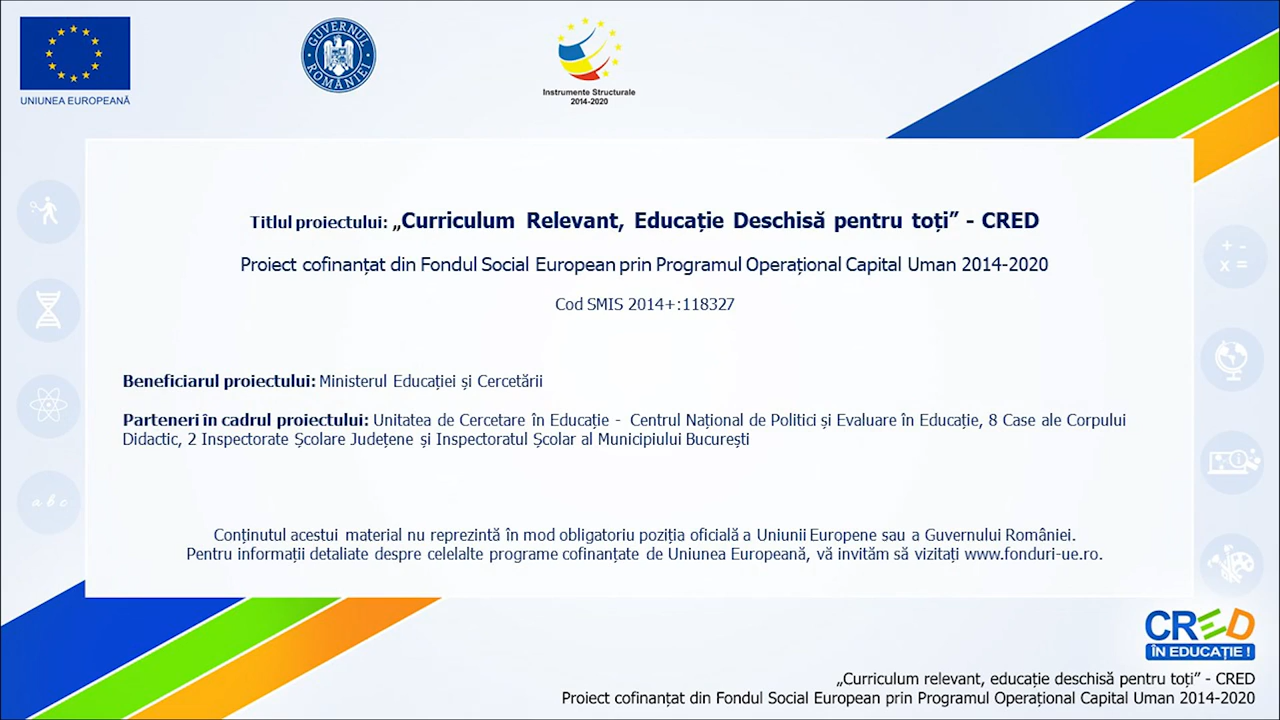 UNIUNEA EUROPEANĂ
GUVERNUL ROMÂNIEI
Instrumente Structurale
2014-2020
Titlul proiectului: „Curriculum Relevant, Educație Deschisă pentru toți” - CRED
Proiect cofinanțat din Fondul Social European prin Programul Operațional Capital Uman 2014-2020
Cod SMIS 2014+:118327
Beneficiarul proiectului: Ministerul Educației și Cercetării
Parteneri în cadrul proiectului: Unitatea de Cercetare în Educație - Centrul Național de Politici și Evaluare în Educație, 8 Case ale Corpului
Didactic, 2 Inspectorate Școlare Județene și Inspectoratul Școlar al Municipiului București
a b c
+ -
x =
Conținutul acestui material nu reprezintă în mod obligatoriu poziția oficială a Uniunii Europene sau a Guvernului României.
Pentru informații detaliate despre celelalte programe cofinanțate de Uniunea Europeană, vă invităm să vizitați www.fonduri-ue.ro.
CRED
ÎN EDUCAȚIE !
„Curriculum relevant, educație deschisă pentru toți” - CRED
Proiect cofinanțat din Fondul Social European prin Programul Operațional Capital Uman 2014-2020